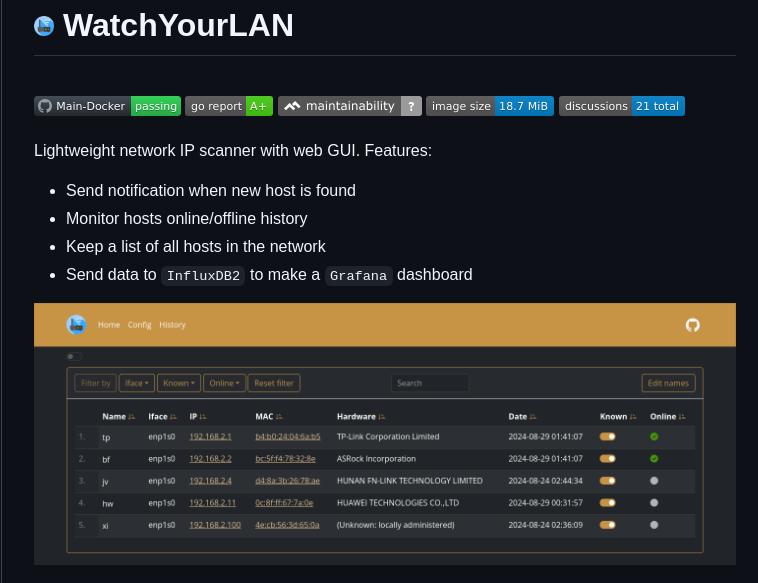 WatchYourLAN
Main-Docker passing go report A+ maintainability ? image size 18.7 MiB discussions 21 total
Lightweight network IP scanner with web GUI. Features:
Send notification when new host is found
Monitor hosts online/offline history
Keep a list of all hosts in the network
Send data to InfluxDB2 to make a Grafana dashboard
Home Config History
Filter by Iface Known Online Reset filter Search Edit names
Name Iface IP MAC Hardware Date Known Online
1. tp enp1s0 192.168.2.1 b4:b0:24:04:6a:b5 TP-Link Corporation Limited 2024-08-29 01:41:07
2. bf enp1s0 192.168.2.2 bc:5f:f4:78:32:8e ASRock Incorporation 2024-08-29 01:41:07
3. jv enp1s0 192.168.2.4 d4:8a:3b:26:78:ae HUNAN FN-LINK TECHNOLOGY LIMITED 2024-08-24 02:44:34
4. hw enp1s0 192.168.2.11 0c:8f:ff:67:7a:0e HUAWEI TECHNOLOGIES CO.,LTD 2024-08-29 00:31:57
5. xi enp1s0 192.168.2.100 4e:cb:56:3d:65:0a (Unknown: locally administered) 2024-08-24 02:36:09